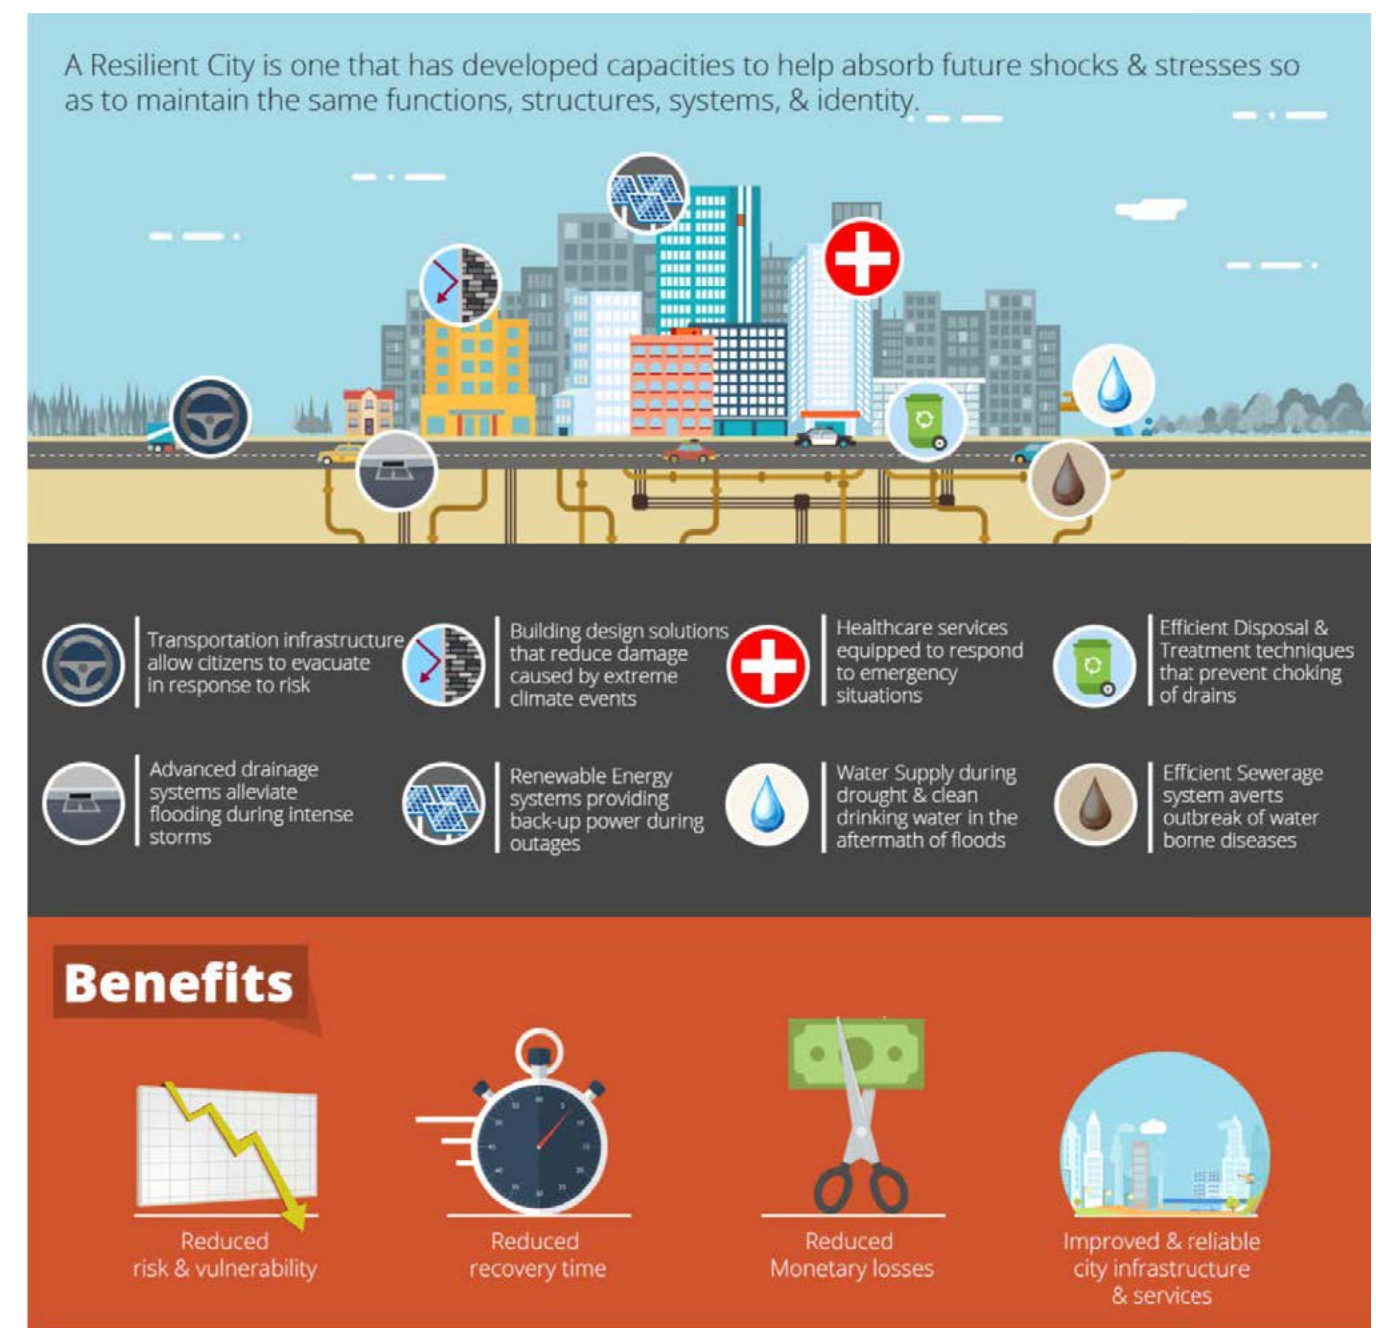 A Resilient City is one that has developed capacities to help absorb future shocks & stresses so
as to maintain the same functions, structures, systems, & identity.
Transportation infrastructure
allow citizens to evacuate
in response to risk
Building design solutions
that reduce damage
caused by extreme
climate events
Healthcare services
equipped to respond
to emergency
situations
Efficient Disposal &
Treatment techniques
that prevent choking
of drains
Advanced drainage
systems alleviate
flooding during intense
storms
Renewable Energy
systems providing
back-up power during
outages
Water Supply during
drought & clean
drinking water in the
aftermath of floods
Efficient Sewerage
system averts
outbreak of water
borne diseases
Benefits
Reduced
risk & vulnerability
Reduced
recovery time
Reduced
Monetary losses
Improved & reliable
city infrastructure
& services